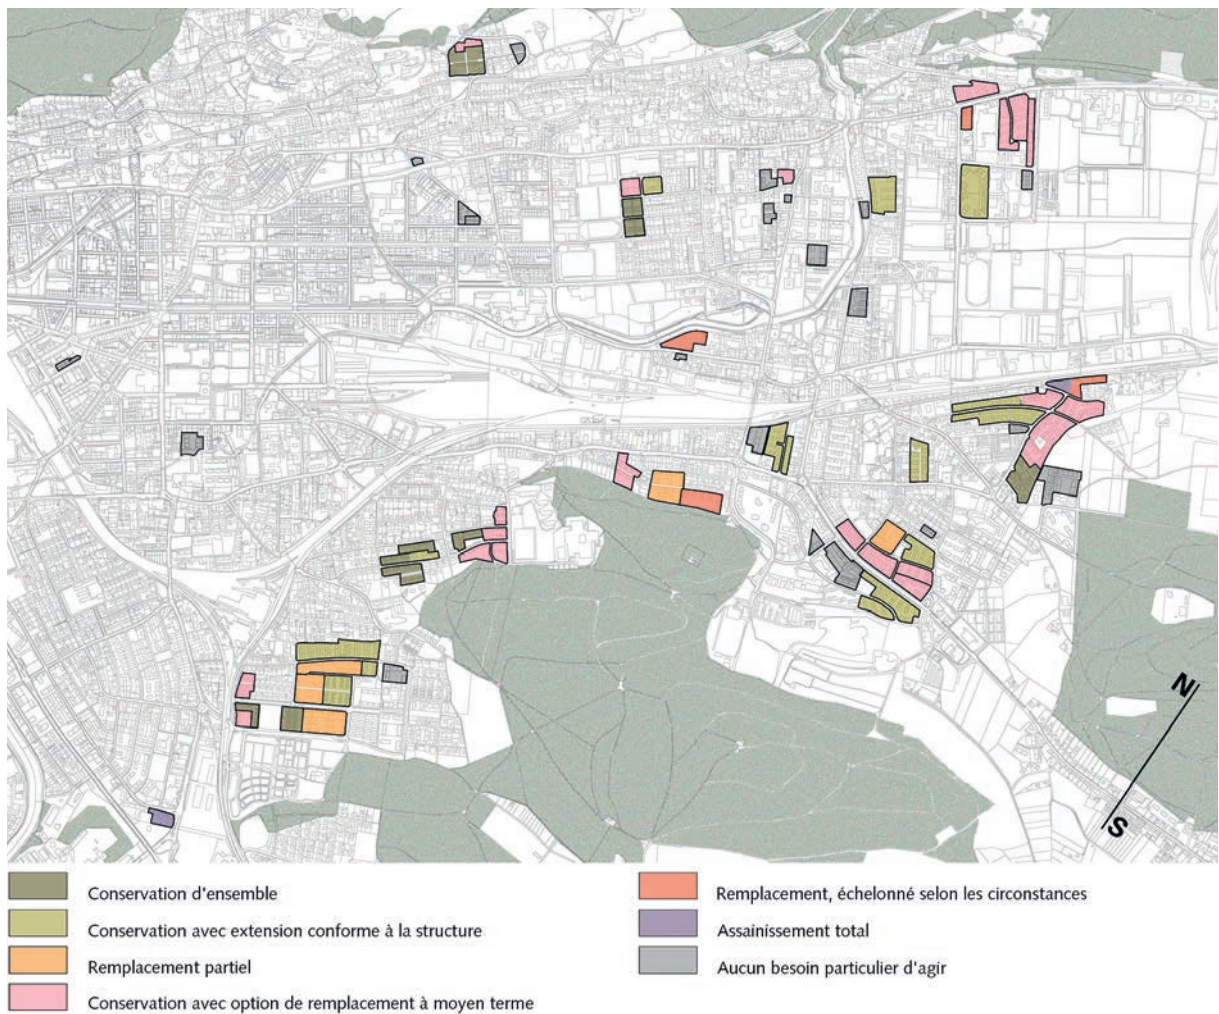 N
S
Conservation d'ensemble
Conservation avec extension conforme à la structure
Remplacement partiel
Conservation avec option de remplacement à moyen terme
Remplacement, échelonné selon les circonstances
Assainissement total
Aucun besoin particulier d'agir